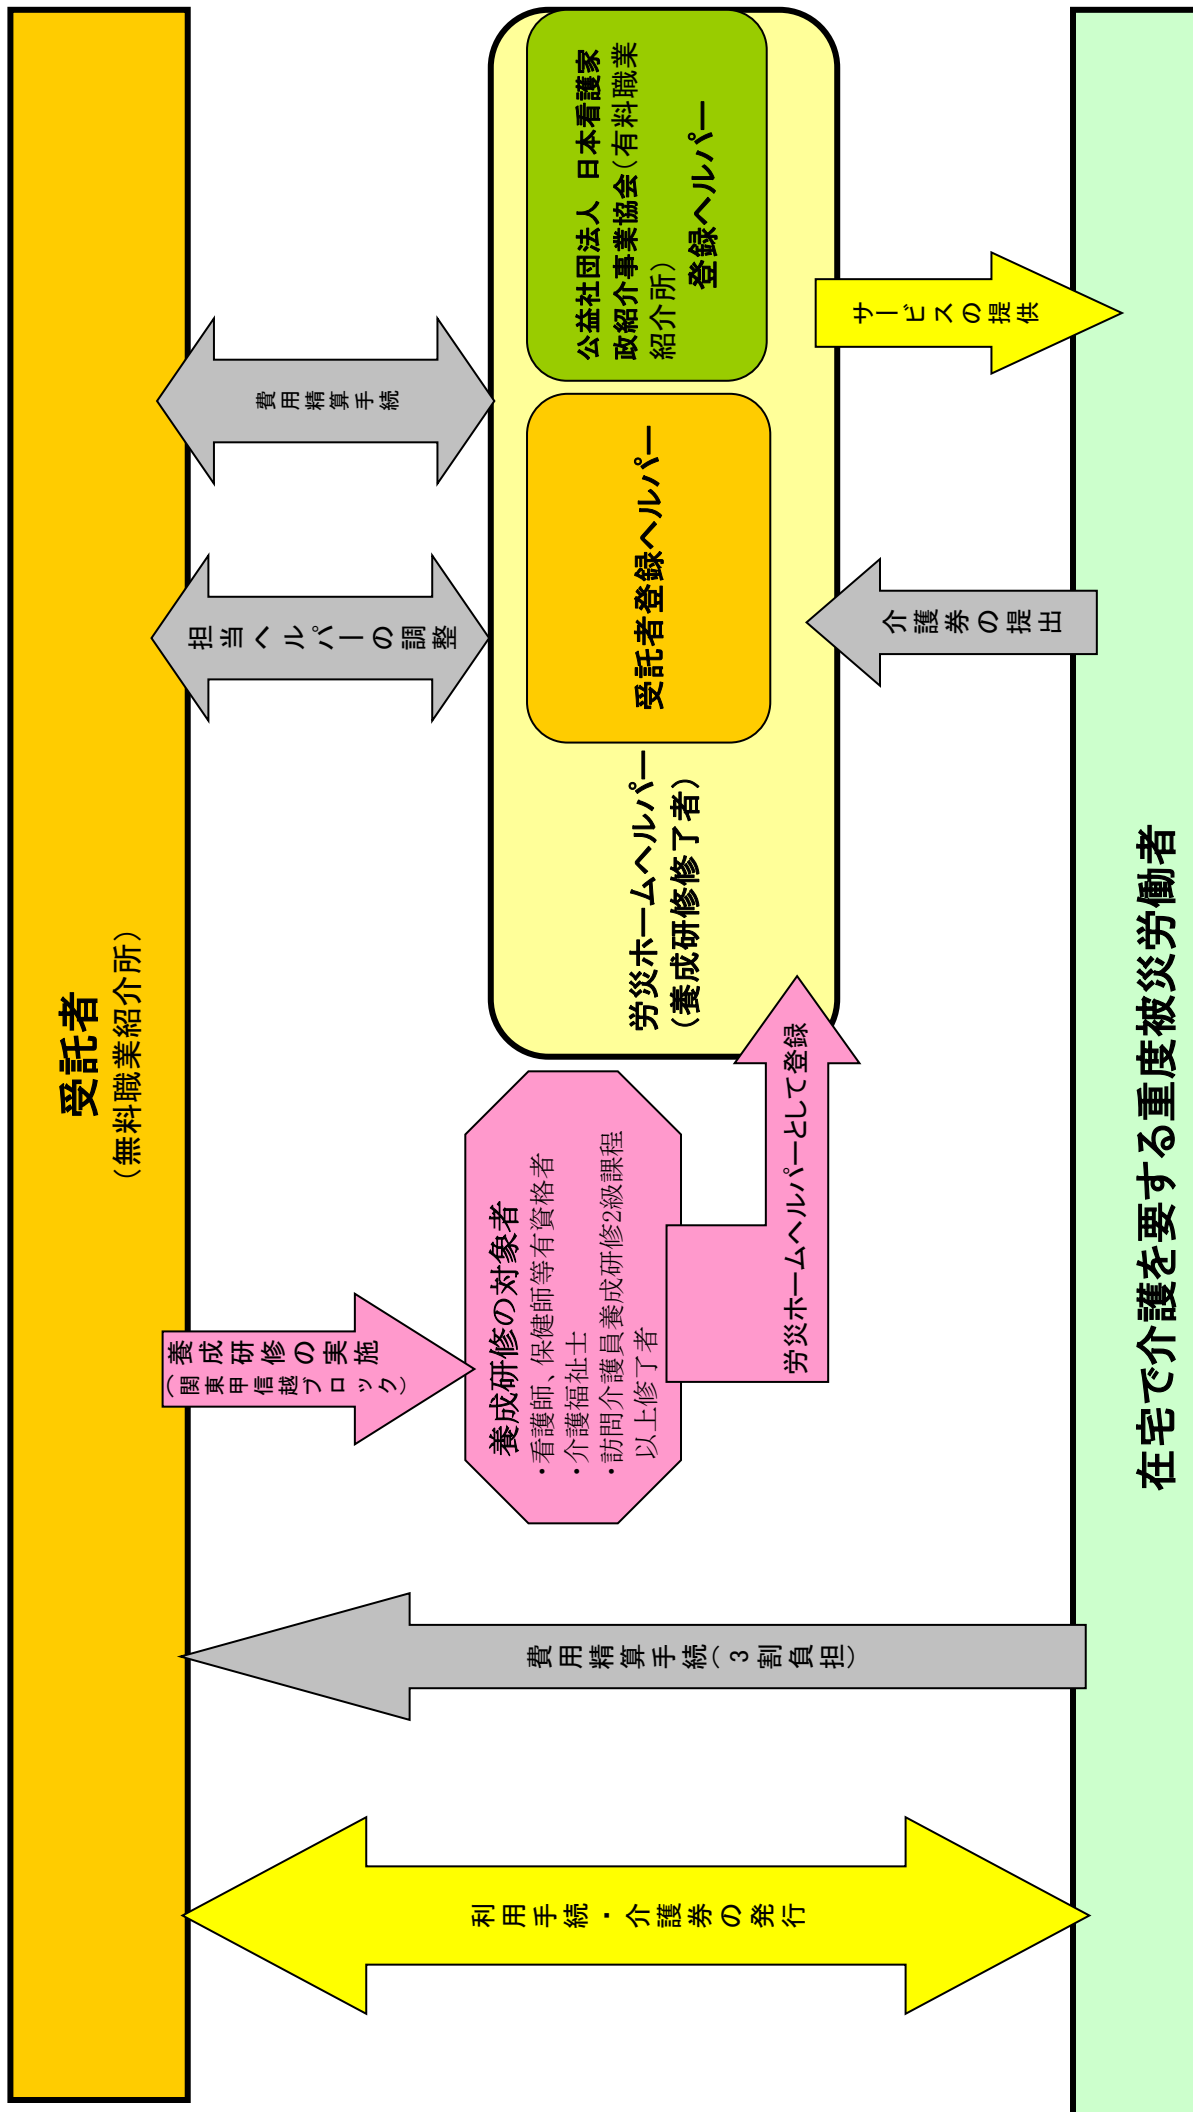 受託者
（無料職業紹介所）
利用手続・介護券の発行
費用精算手続（３割負担）
養成研修の実施
（関東甲信越ブロック）
担当ヘルパーの調整
費用精算手続
養成研修の対象者
・看護師、保健師等有資格者
・介護福祉士
・訪問介護員養成研修2級課程
以上修了者
労災ホームヘルパーとして登録
労災ホームヘルパー
（養成研修修了者）
受託者登録ヘルパー
公益社団法人　日本看護家
政紹介事業協会（有料職業
紹介所）
登録ヘルパー
介護券の提出
サービスの提供
在宅で介護を要する重度被災労働者